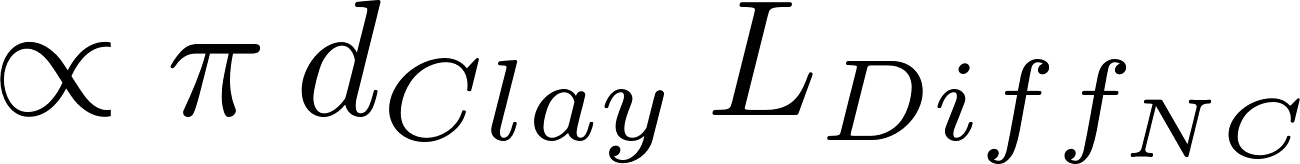 ∝ π d_{Clay} L_{Diff_{NC}}